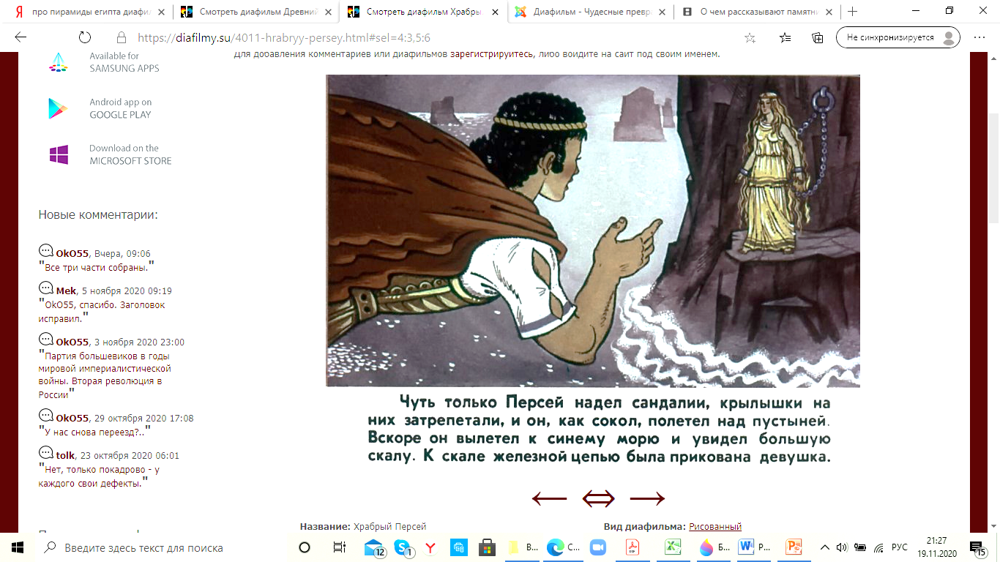 про пирамиды египта диафил
Смотреть диафильм Древний
Смотреть диафильм Храбры
Диафильм - Чудесные превр
О чем рассказывают памятн
https://diafilmy.su/4011-hrabryy-persey.html#sel=4:3,5:6
Не синхронизируется
Для добавления комментариев или диафильмов зарегистрируйтесь, либо войдите на сайт под своим именем.
Available for
SAMSUNG APPS
Android app on
GOOGLE PLAY
Download on the
MICROSOFT STORE
Новые комментарии:
OkO55, Вчера, 09:06
"Все три части собраны."
Mek, 5 ноября 2020 09:19
"OkO55, спасибо. Заголовок
исправил."
OkO55, 3 ноября 2020 23:00
"Партия большевиков в годы
мировой империалистической
войны. Вторая революция в
России"
OkO55, 29 октября 2020 17:08
"У нас снова переезд?.."
tolk, 23 октября 2020 06:01
"Нет, только покадрово - у
каждого свои дефекты."
Чуть только Персей надел сандалии, крылышки на
них затрепетали, и он, как сокол, полетел над пустыней.
Вскоре он вылетел к синему морю и увидел большую
скалу. К скале железной цепью была прикована девушка.
Название: Храбрый Персей
Вид диафильма: Рисованный
Введите здесь текст для поиска
12
1
В...
С...
Б...
Р...
РУС
21:27
19.11.2020
15